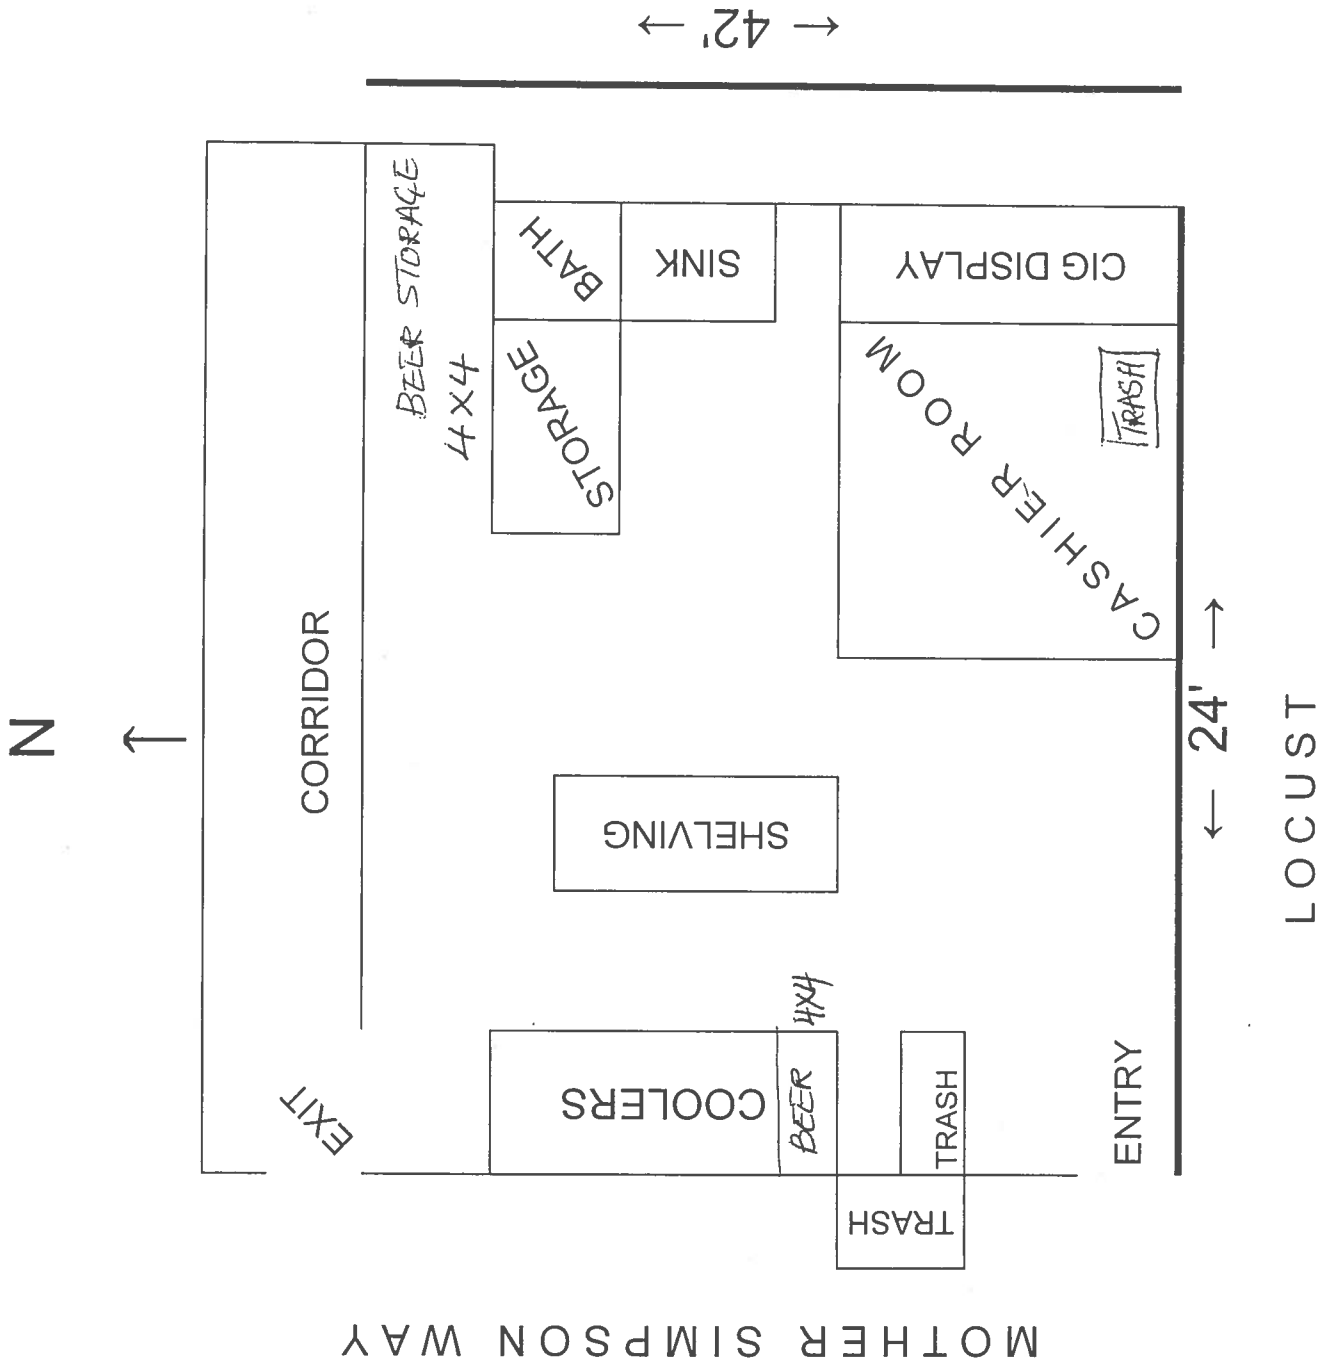 ← 42' →
N
↑
CORRIDOR
EXIT
BEER STORAGE
4X4
BATH
STORAGE
SINK
CIG DISPLAY
CASHIER ROOM
TRASH
SHELVING
COOLERS
BEER 4X4
TRASH
TRASH
ENTRY
← 24' →
LOCUST
MOTHER SIMPSON WAY